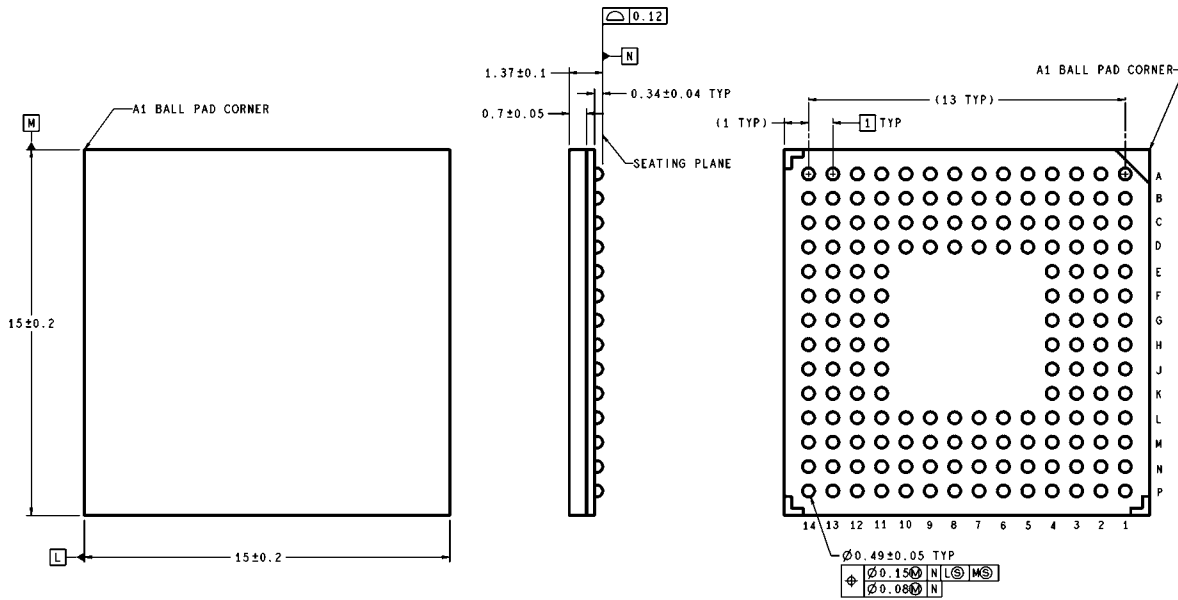 ⌓ 0.12
N
1.37±0.1
0.34±0.04 TYP
0.7±0.05
SEATING PLANE
A1 BALL PAD CORNER
M
15±0.2
L
15±0.2
A1 BALL PAD CORNER
(13 TYP)
(1 TYP)
1 TYP
A
B
C
D
E
F
G
H
J
K
L
M
N
P
14 13 12 11 10 9 8 7 6 5 4 3 2 1
Ø0.49±0.05 TYP
⌖ Ø0.15Ⓜ N LⓈ MⓈ
Ø0.08Ⓜ N